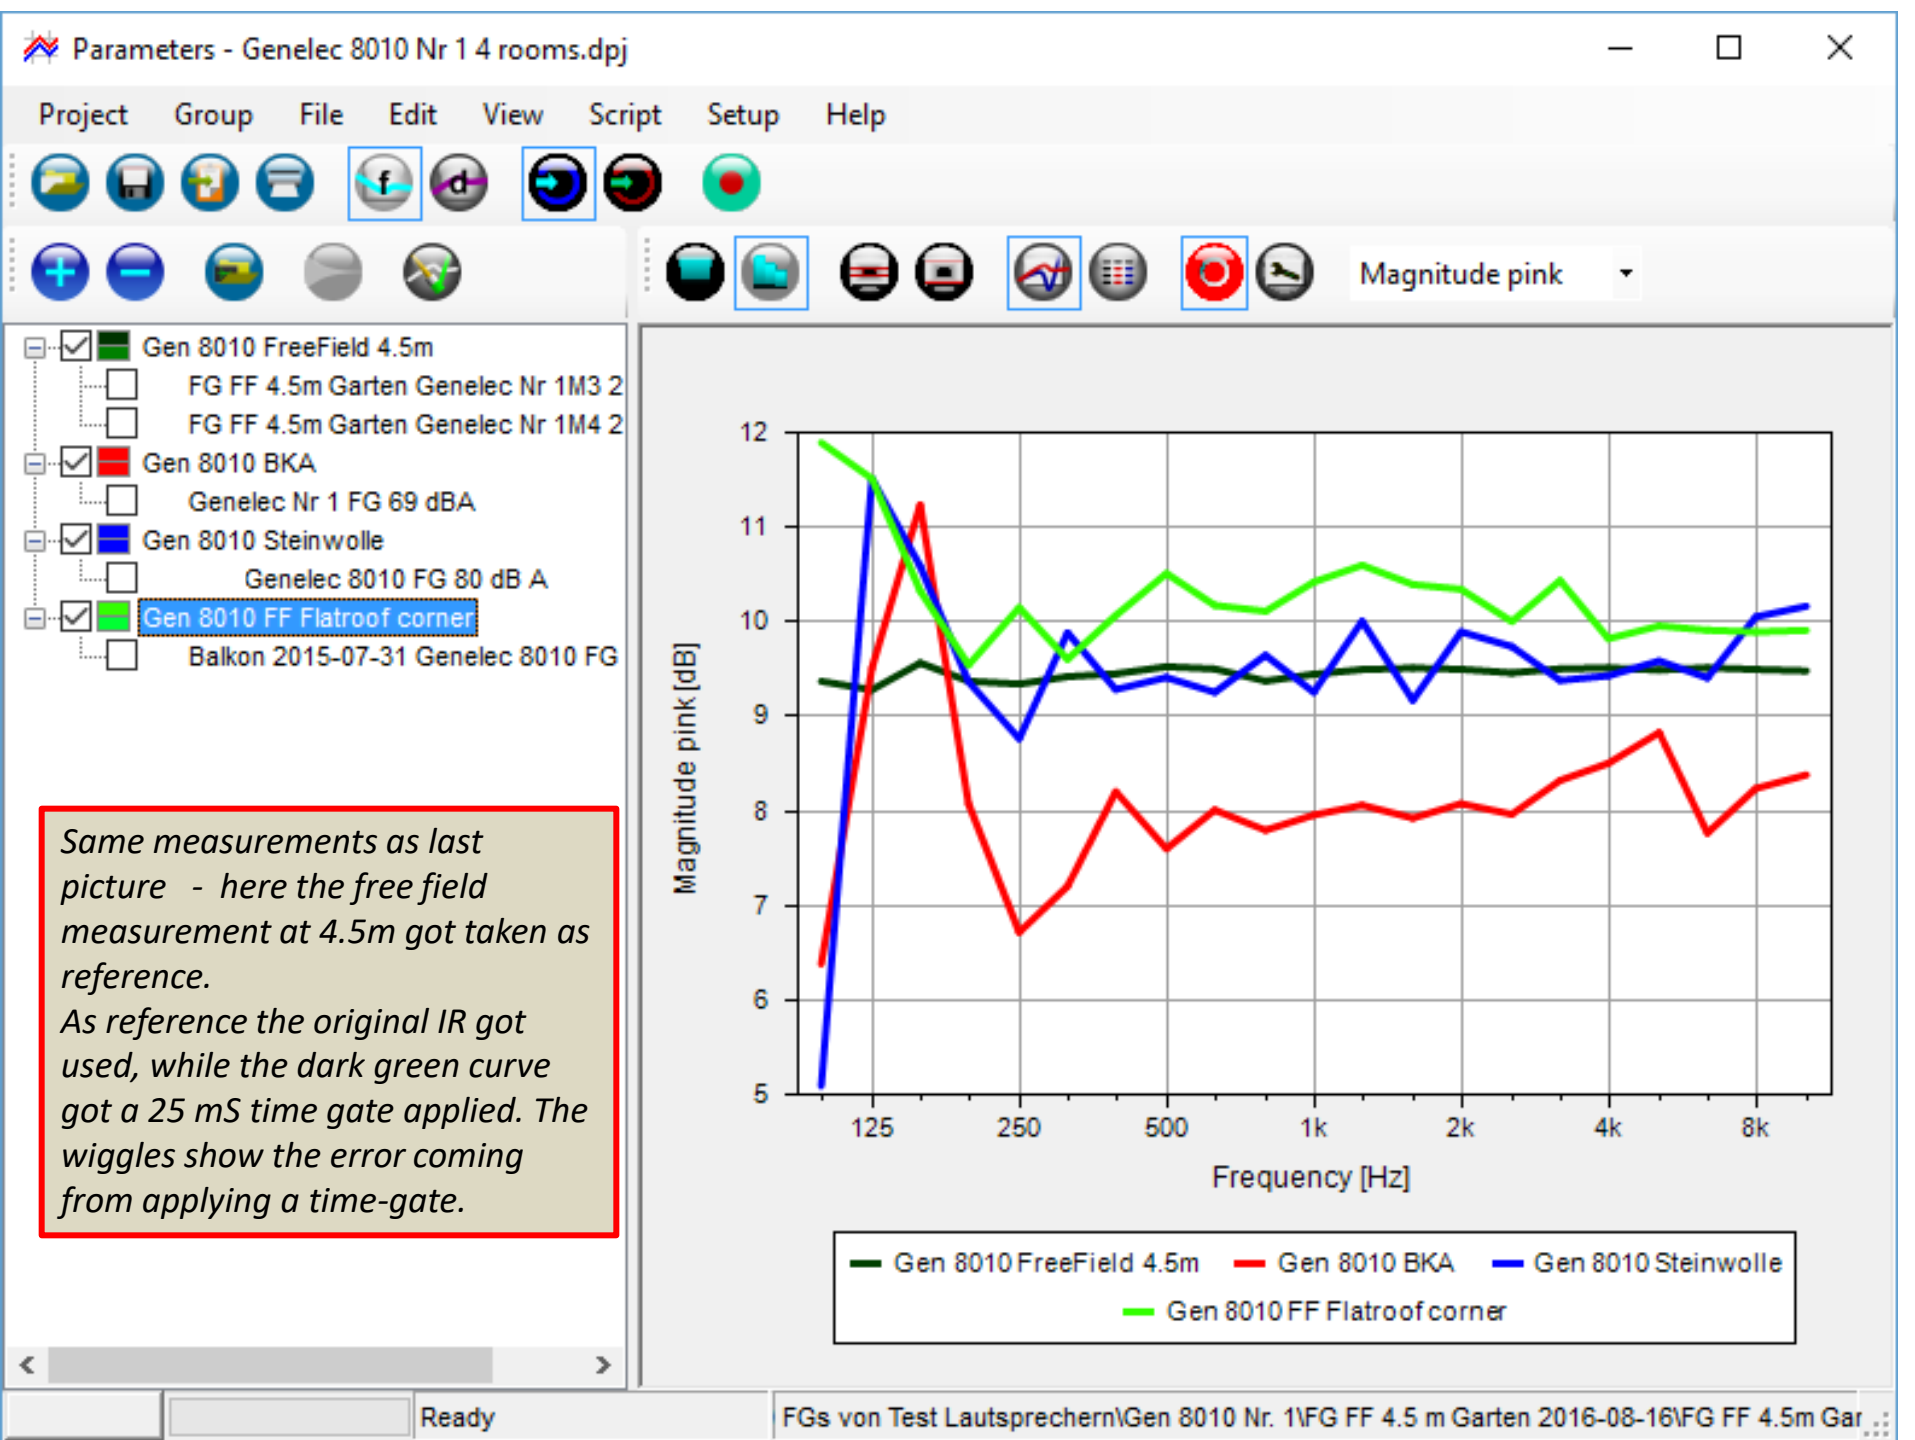 Parameters - Genelec 8010 Nr 1 4 rooms.dpj
Project Group File Edit View Script Setup Help
f d
Magnitude pink
Gen 8010 FreeField 4.5m
FG FF 4.5m Garten Genelec Nr 1M3 2
FG FF 4.5m Garten Genelec Nr 1M4 2
Gen 8010 BKA
Genelec Nr 1 FG 69 dBA
Gen 8010 Steinwolle
Genelec 8010 FG 80 dB A
Gen 8010 FF Flatroof corner
Balkon 2015-07-31 Genelec 8010 FG
Same measurements as last
picture - here the free field
measurement at 4.5m got taken as
reference.
As reference the original IR got
used, while the dark green curve
got a 25 mS time gate applied. The
wiggles show the error coming
from applying a time-gate.
Magnitude pink [dB]
12
11
10
9
8
7
6
5
125 250 500 1k 2k 4k 8k
Frequency [Hz]
Gen 8010 FreeField 4.5m Gen 8010 BKA Gen 8010 Steinwolle
Gen 8010 FF Flatroof corner
Ready
FGs von Test Lautsprechern\Gen 8010 Nr. 1\FG FF 4.5 m Garten 2016-08-16\FG FF 4.5m Gar